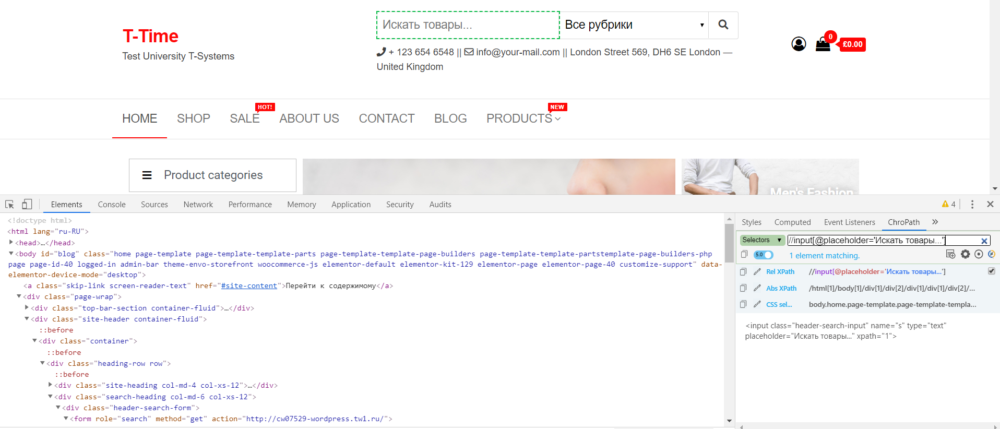 Искать товары...
Все рубрики
T-Time
Test University T-Systems
0
£0.00
+ 123 654 6548 || info@your-mail.com || London Street 569, DH6 SE London —
United Kingdom
HOT!
NEW
HOME SHOP SALE ABOUT US CONTACT BLOG PRODUCTS
Product categories
Men's Fashion
Elements Console Sources Network Performance Memory Application Security Audits 4
<!doctype html>
<html lang="ru-RU">
<head>…</head>
<body id="blog" class="home page-template page-template-template-parts page-template-template-page-builders page-template-template-partstemplate-page-builders-php
page page-id-40 logged-in admin-bar theme-envo-storefront woocommerce-js elementor-default elementor-kit-129 elementor-page elementor-page-40 customize-support" data-
elementor-device-mode="desktop">
<a class="skip-link screen-reader-text" href="#site-content">Перейти к содержимому</a>
<div class="page-wrap">
<div class="top-bar-section container-fluid">…</div>
<div class="site-header container-fluid">
::before
<div class="container">
::before
<div class="heading-row row">
::before
<div class="site-heading col-md-4 col-xs-12">…</div>
<div class="search-heading col-md-6 col-xs-12">
<div class="header-search-form">
<form role="search" method="get" action="http://cw07529-wordpress.tw1.ru/">
Styles Computed Event Listeners ChroPath
Selectors //input[@placeholder='Искать товары...']
5.0 1 element matching.
Rel XPath //input[@placeholder='Искать товары...']
Abs XPath /html[1]/body[1]/div[1]/div[2]/div[1]/div[1]/div[2]/...
CSS sel... body.home.page-template.page-template-templa...
<input class="header-search-input" name="s" type="text"
placeholder="Искать товары..." xpath="1">